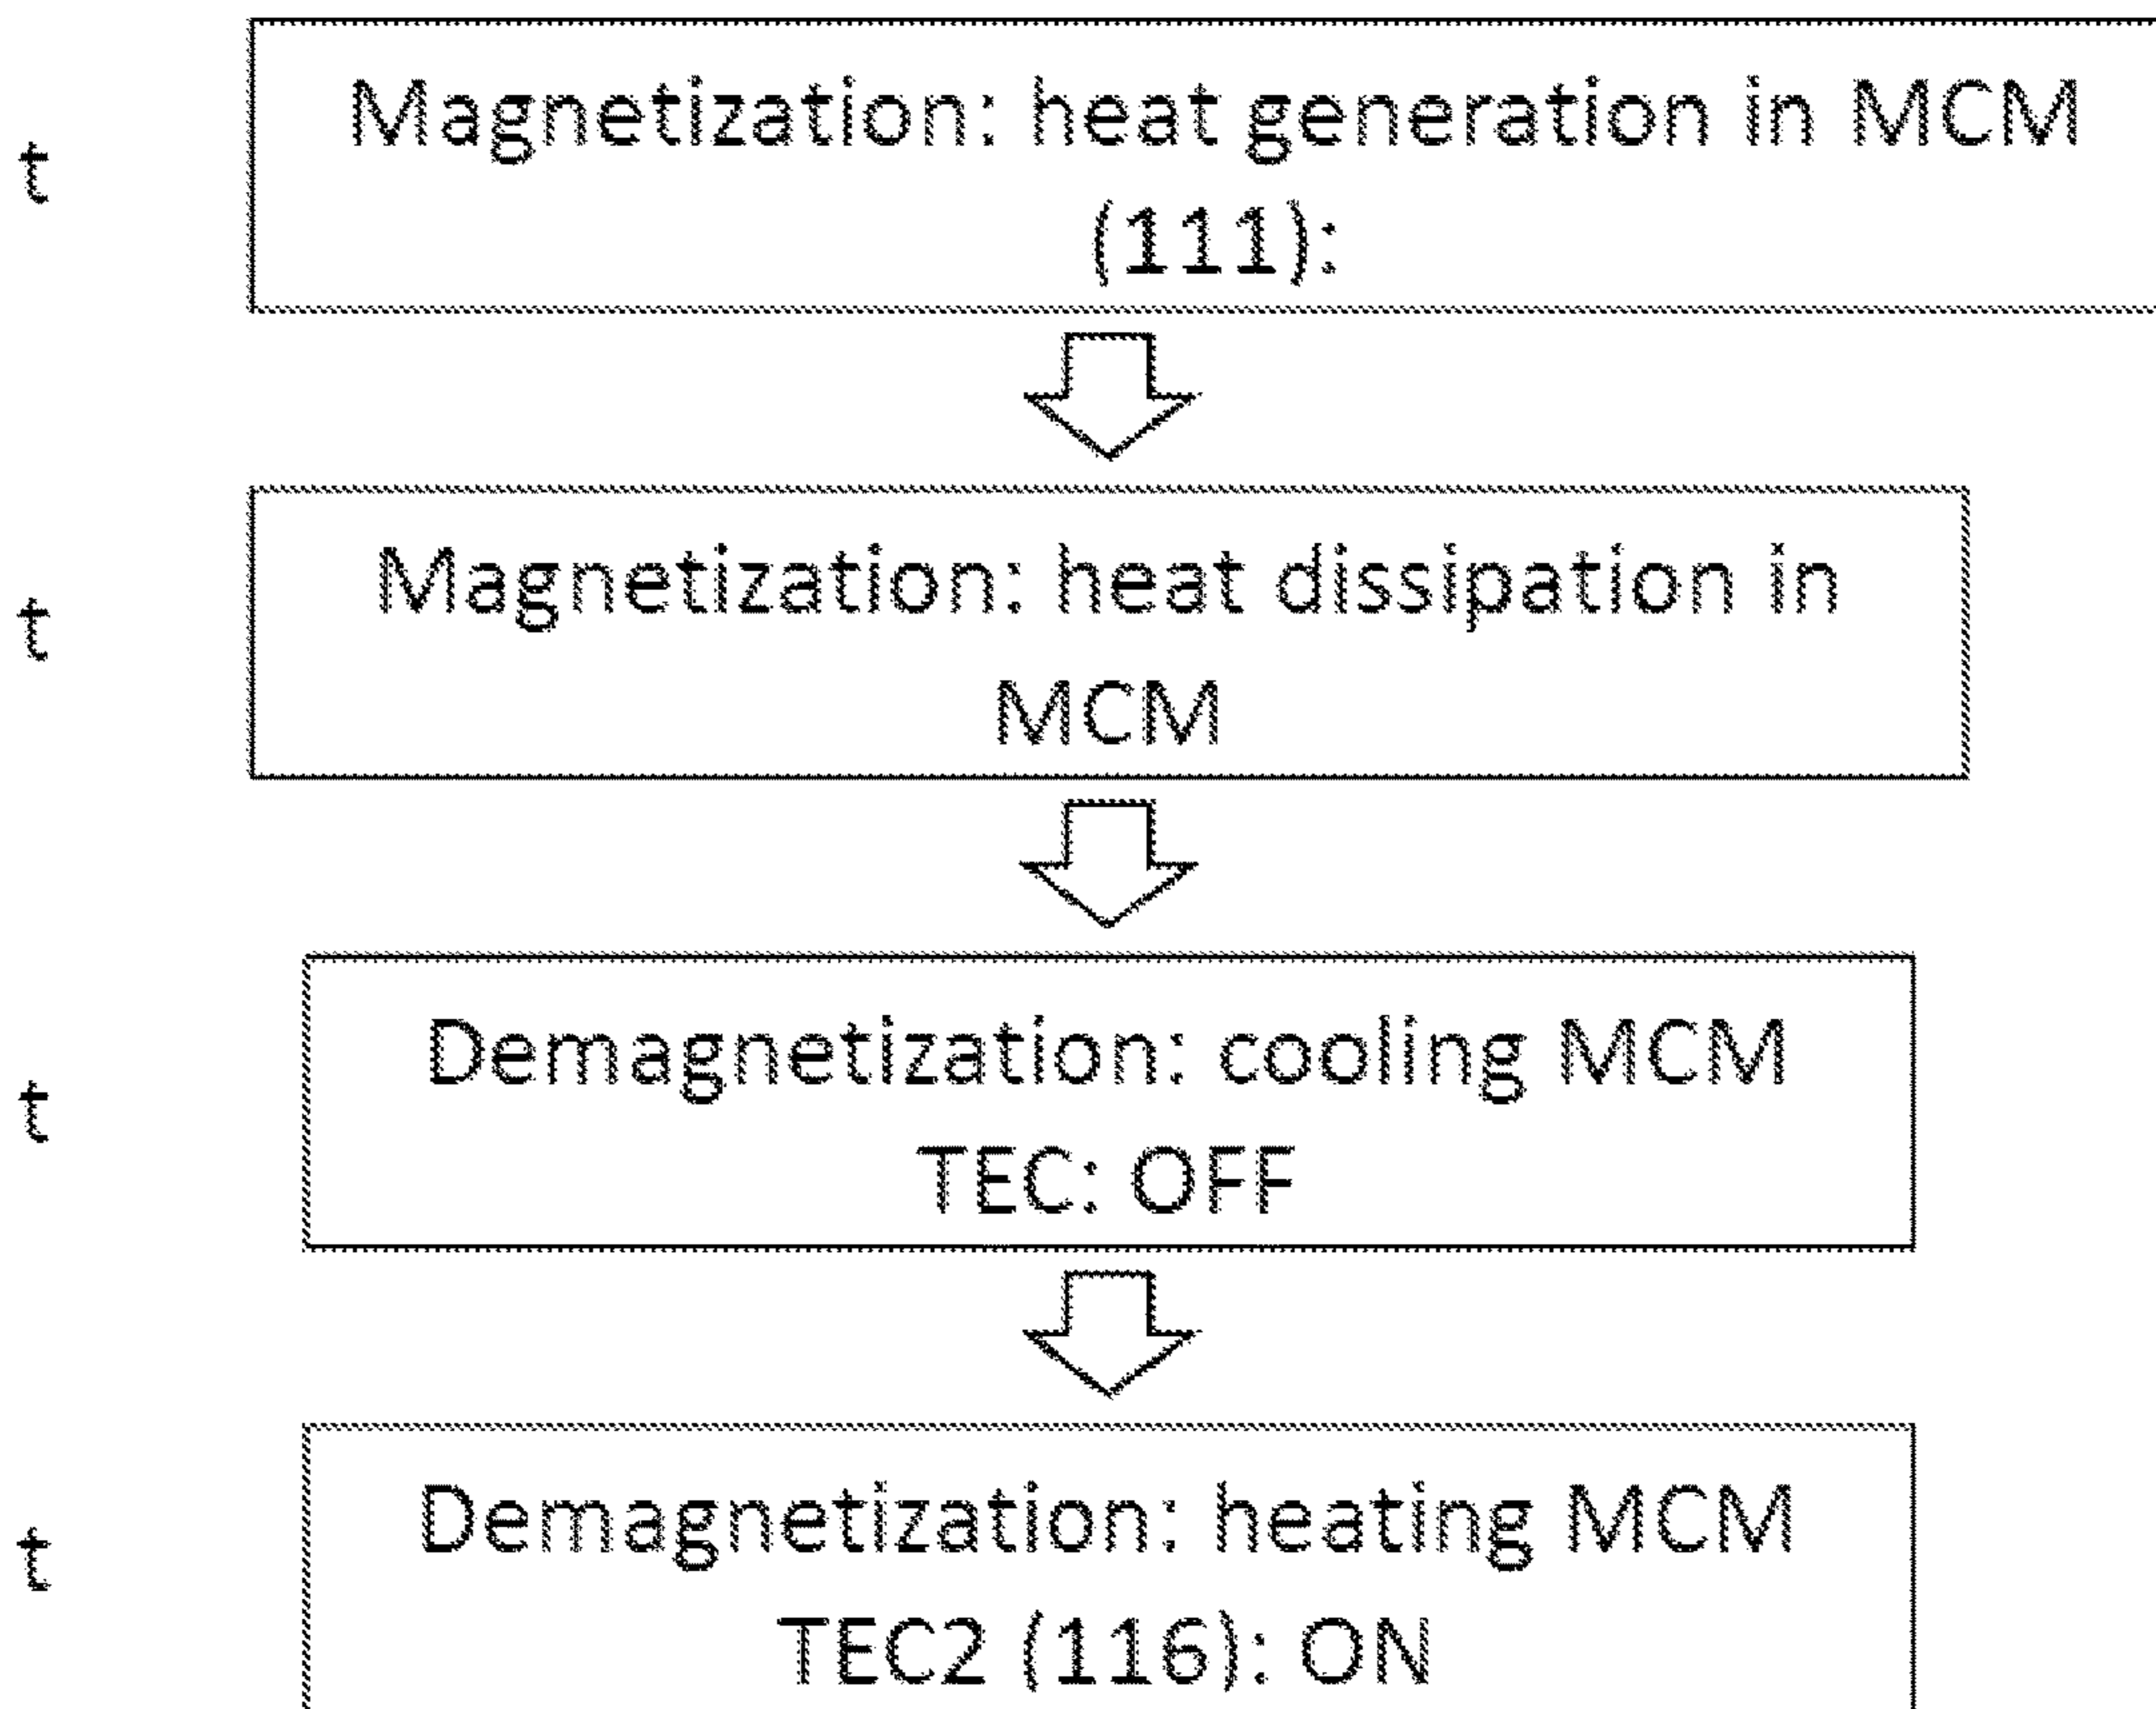 t
Magnetization: heat generation in MCM
(111):
t
Magnetization: heat dissipation in
MCM
t
Demagnetization: cooling MCM
TEC: OFF
t
Demagnetization: heating MCM
TEC2 (116): ON